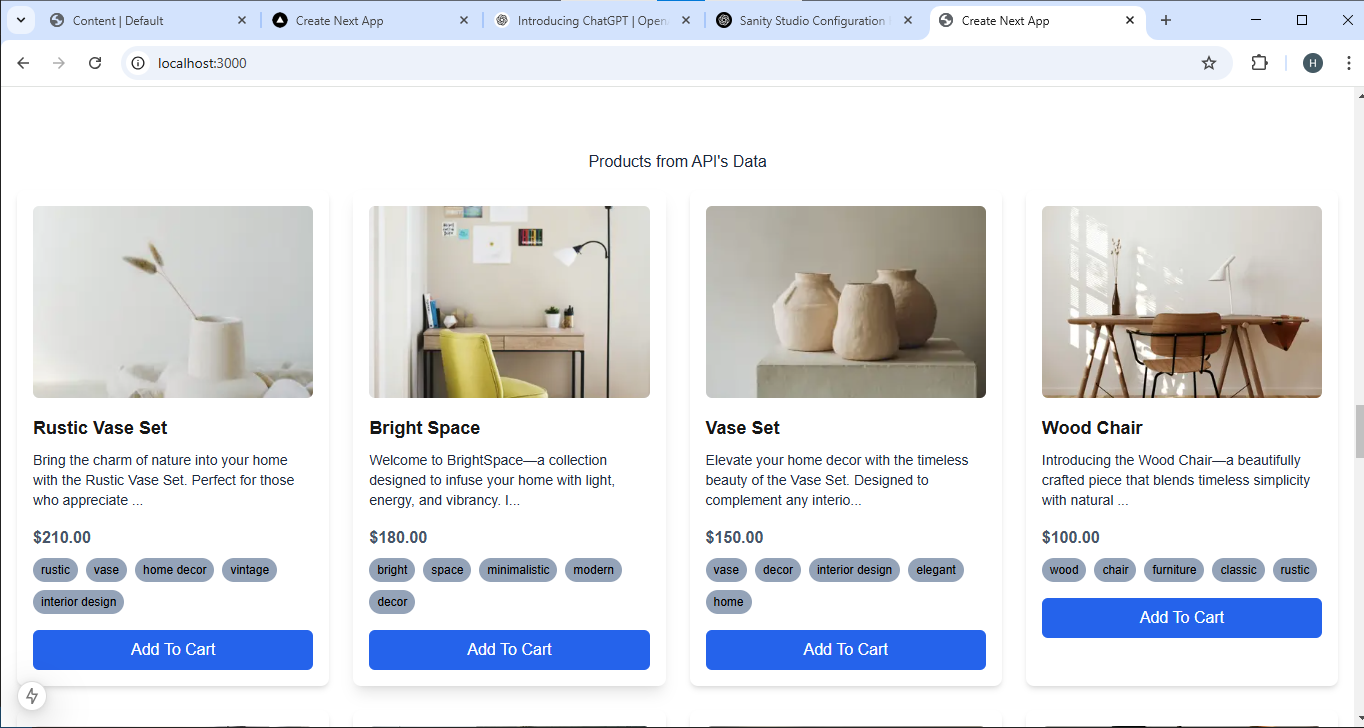 Content | Default
Create Next App
Introducing ChatGPT | Open
Sanity Studio Configuration
Create Next App
localhost:3000
H
Products from API's Data
Rustic Vase Set
Bring the charm of nature into your home
with the Rustic Vase Set. Perfect for those
who appreciate ...
$210.00
rustic vase home decor vintage
interior design
Add To Cart
Bright Space
Welcome to BrightSpace—a collection
designed to infuse your home with light,
energy, and vibrancy. I...
$180.00
bright space minimalistic modern
decor
Add To Cart
Vase Set
Elevate your home decor with the timeless
beauty of the Vase Set. Designed to
complement any interio...
$150.00
vase decor interior design elegant
home
Add To Cart
Wood Chair
Introducing the Wood Chair—a beautifully
crafted piece that blends timeless simplicity
with natural ...
$100.00
wood chair furniture classic rustic
Add To Cart